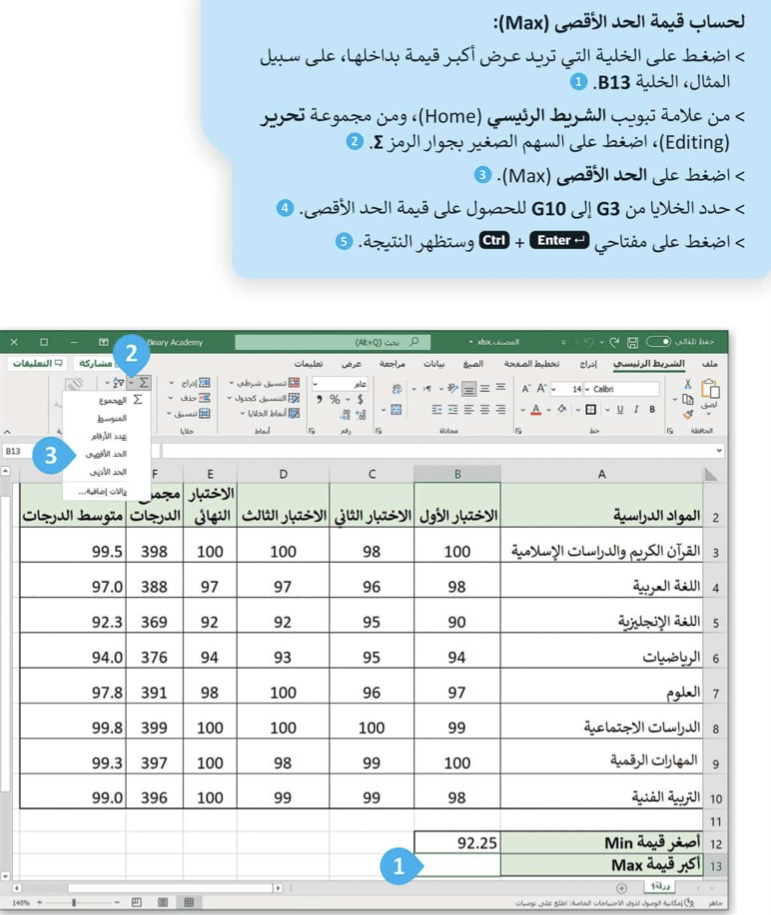 لحساب قيمة الحد الأقصى (Max):
> اضغط على الخلية التي تريد عرض أكبر قيمة بداخلها، على سبيل
المثال، الخلية B13. 1
> من علامة تبويب الشريط الرئيسي (Home)، ومن مجموعة تحرير
(Editing)، اضغط على السهم الصغير بجوار الرمز Σ. 2
> اضغط على الحد الأقصى (Max). 3
> حدد الخلايا من G3 إلى G10 للحصول على قيمة الحد الأقصى. 4
> اضغط على مفتاحي Ctrl + Enter وستظهر النتيجة. 5
حفظ تلقائي المصنف.xlsx بحث (Alt+Q) Binary Academy
ملف الشريط الرئيسي إدراج تخطيط الصفحة الصيغ بيانات مراجعة عرض تعليمات مشاركة التعليقات
2
لصق Calibri 14 عام تنسيق شرطي إدراج Σ
B I U $ % التنسيق كجدول حذف المجموع
أنماط الخلايا تنسيق المتوسط
الحافظة خط محاذاة رقم أنماط خلايا عدد الأرقام
B13 الحد الأقصى 3
الحد الأدنى
دالات إضافية...
A B C D E F
2 المواد الدراسية الاختبار الأول الاختبار الثاني الاختبار الثالث الاختبار النهائي الدرجات متوسط الدرجات
3 القرآن الكريم والدراسات الإسلامية 100 98 100 100 398 99.5
4 اللغة العربية 98 96 97 97 388 97.0
5 اللغة الإنجليزية 90 95 92 92 369 92.3
6 الرياضيات 94 95 93 94 376 94.0
7 العلوم 97 96 100 98 391 97.8
8 الدراسات الاجتماعية 99 100 100 100 399 99.8
9 المهارات الرقمية 100 99 98 100 397 99.3
10 التربية الفنية 98 99 99 100 396 99.0
11
12 أصغر قيمة Min 92.25
13 أكبر قيمة Max 1
ورقة1
جاهز إمكانية الوصول لذوي الاحتياجات الخاصة: اطلع على توصيات 140%